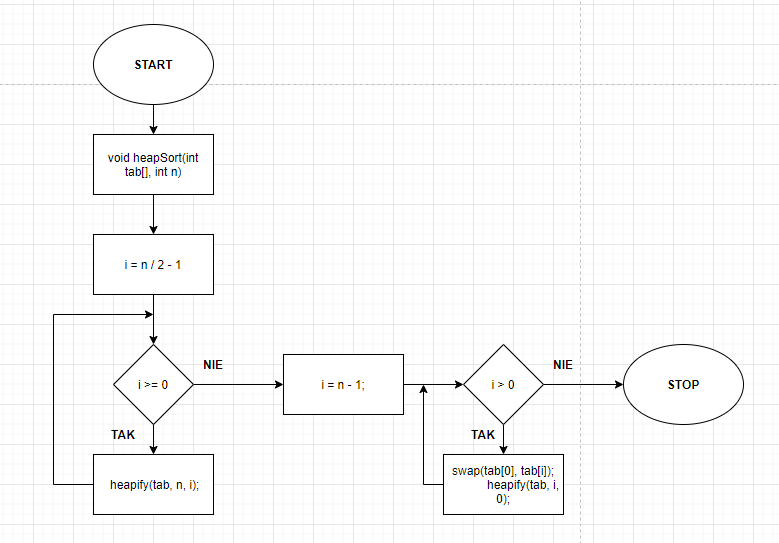 START
void heapSort(int
tab[], int n)
i = n / 2 - 1
i >= 0
NIE
TAK
heapify(tab, n, i);
i = n - 1;
i > 0
NIE
TAK
swap(tab[0], tab[i]);
heapify(tab, i,
0);
STOP